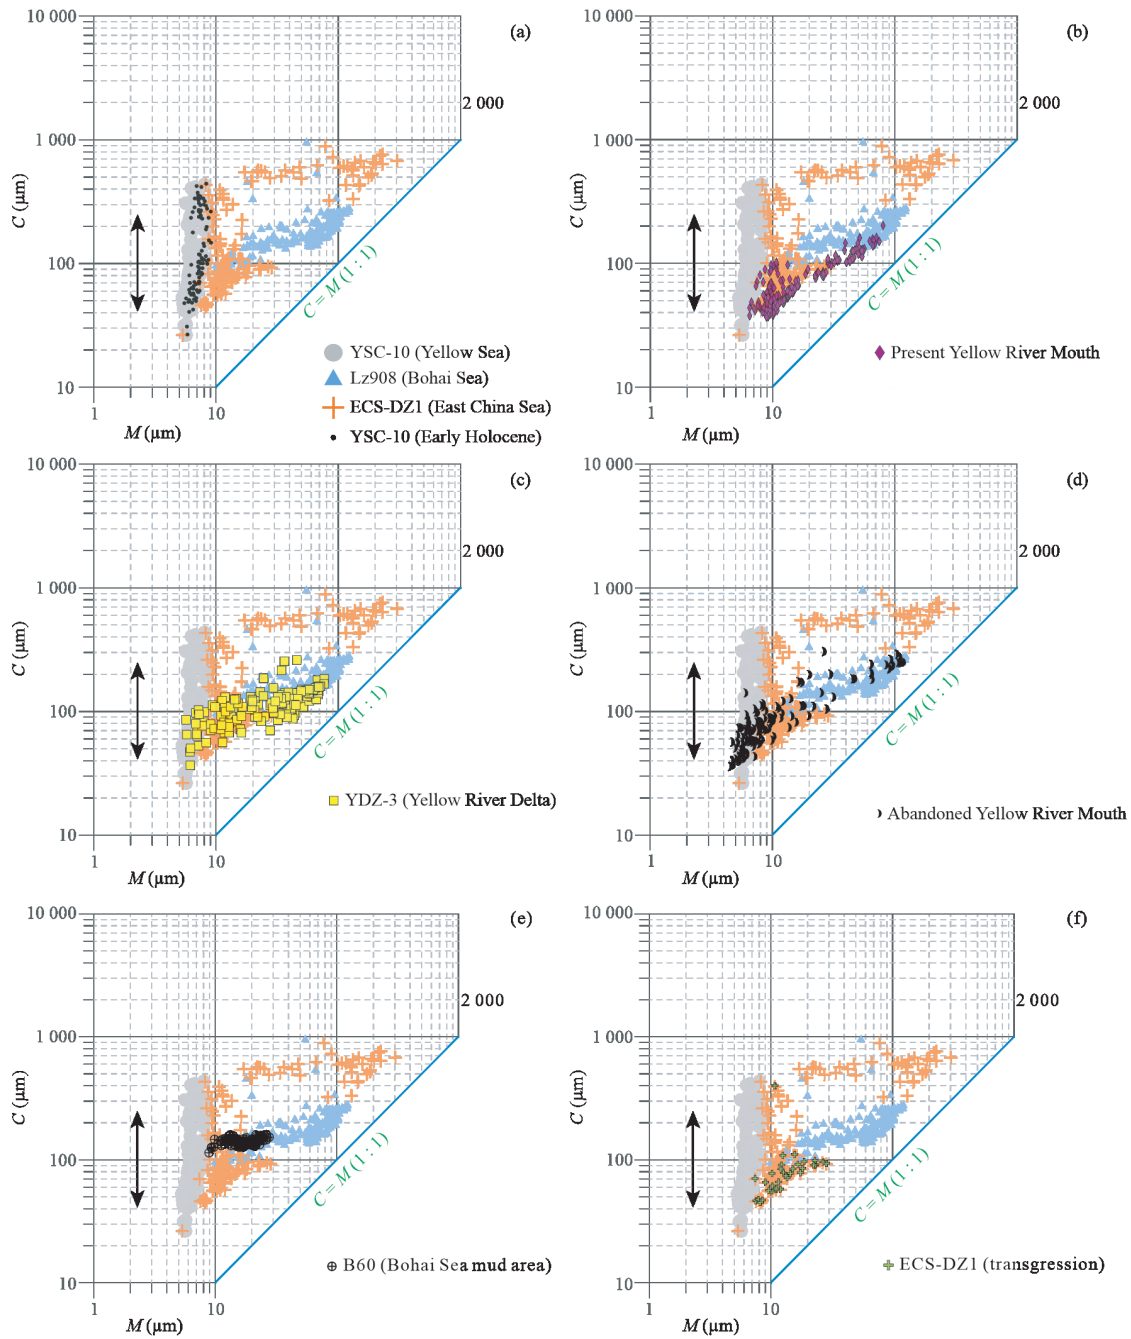 10 000
(a)
2 000
1 000
C (μm)
100
C = M (1 : 1)
10
1
10
M (μm)
YSC-10 (Yellow Sea)
Lz908 (Bohai Sea)
ECS-DZ1 (East China Sea)
YSC-10 (Early Holocene)
10 000
(b)
2 000
1 000
C (μm)
100
C = M (1 : 1)
Present Yellow River Mouth
10
1
10
M (μm)
10 000
(c)
2 000
1 000
C (μm)
100
C = M (1 : 1)
YDZ-3 (Yellow River Delta)
10
1
10
M (μm)
10 000
(d)
2 000
1 000
C (μm)
100
C = M (1 : 1)
Abandoned Yellow River Mouth
10
1
10
M (μm)
10 000
(e)
2 000
1 000
C (μm)
100
C = M (1 : 1)
B60 (Bohai Sea mud area)
10
1
10
M (μm)
10 000
(f)
2 000
1 000
C (μm)
100
C = M (1 : 1)
ECS-DZ1 (transgression)
10
1
10
M (μm)